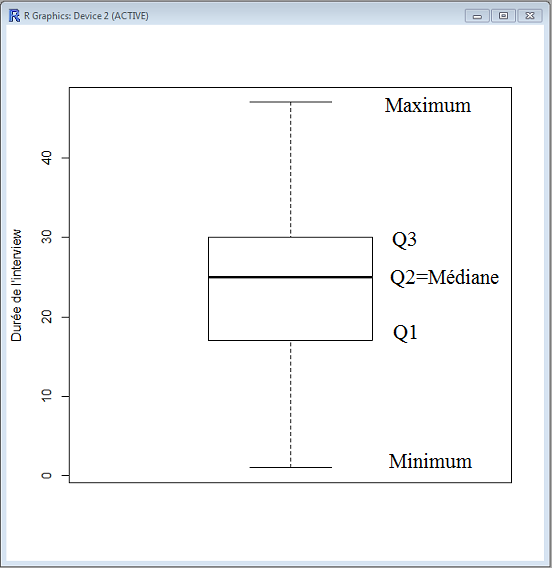 R Graphics: Device 2 (ACTIVE)
Maximum
40
Q3
30
Q2=Médiane
Durée de l'interview
20
Q1
10
Minimum
0